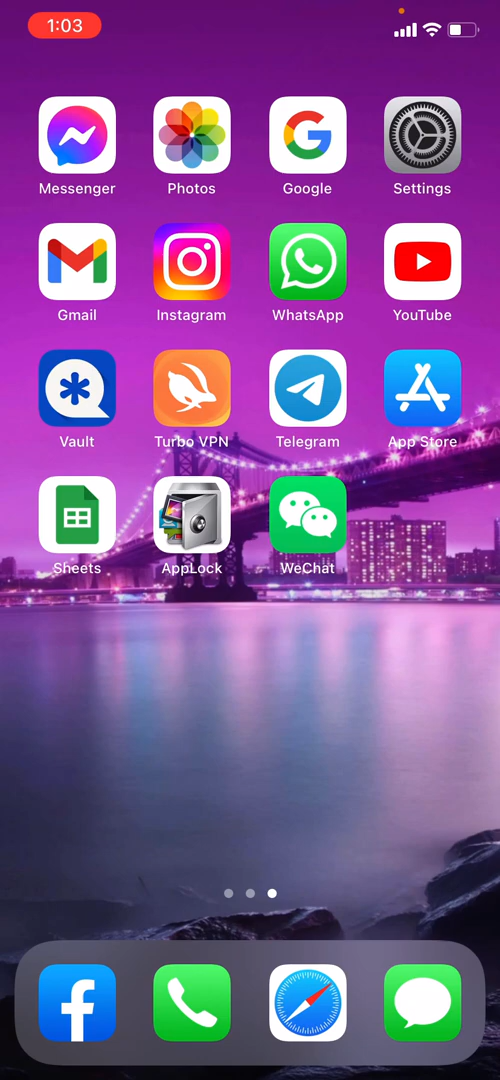 1:03
Messenger Photos Google Settings
Gmail Instagram WhatsApp YouTube
Vault Turbo VPN Telegram App Store
Sheets AppLock WeChat